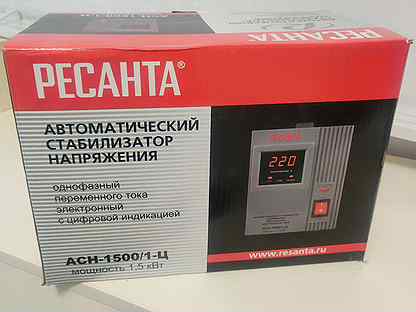 РЕСАНТА®
АВТОМАТИЧЕСКИЙ
СТАБИЛИЗАТОР
НАПРЯЖЕНИЯ
однофазный
переменного тока
электронный
с цифровой индикацией
АСН-1500/1-Ц
мощность 1,5 кВт
220
www.resanta.ru